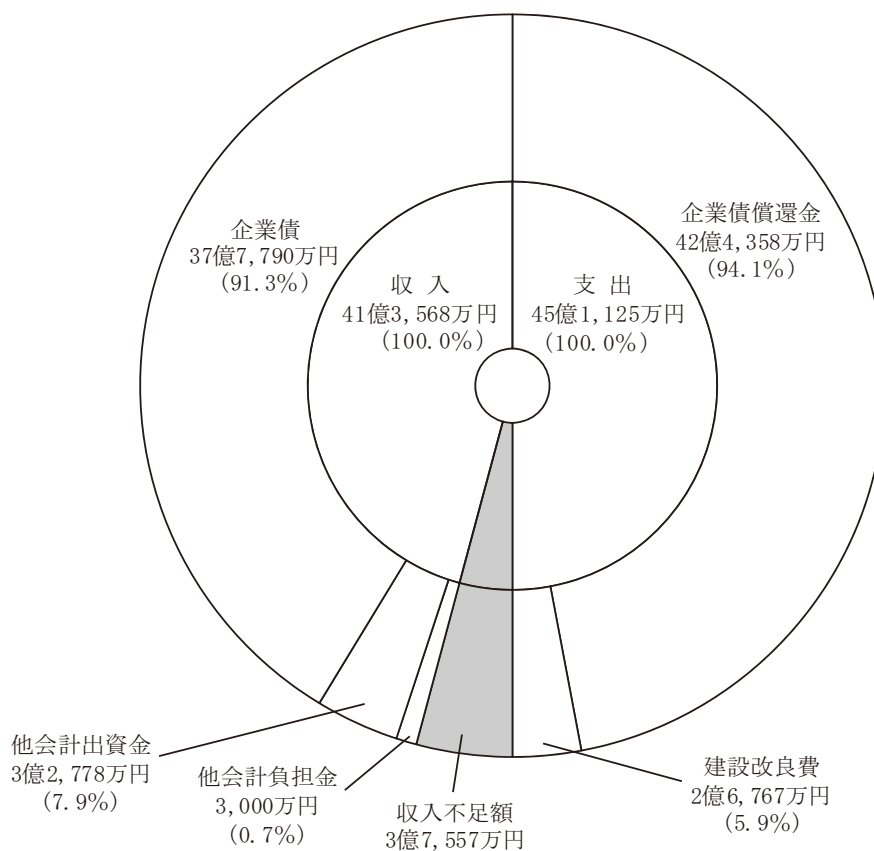 企業債
37億7,790万円
(91.3%)
企業債償還金
42億4,358万円
(94.1%)
収 入
41億3,568万円
(100.0%)
支 出
45億1,125万円
(100.0%)
他会計出資金
3億2,778万円
(7.9%)
他会計負担金
3,000万円
(0.7%)
収入不足額
3億7,557万円
建設改良費
2億6,767万円
(5.9%)